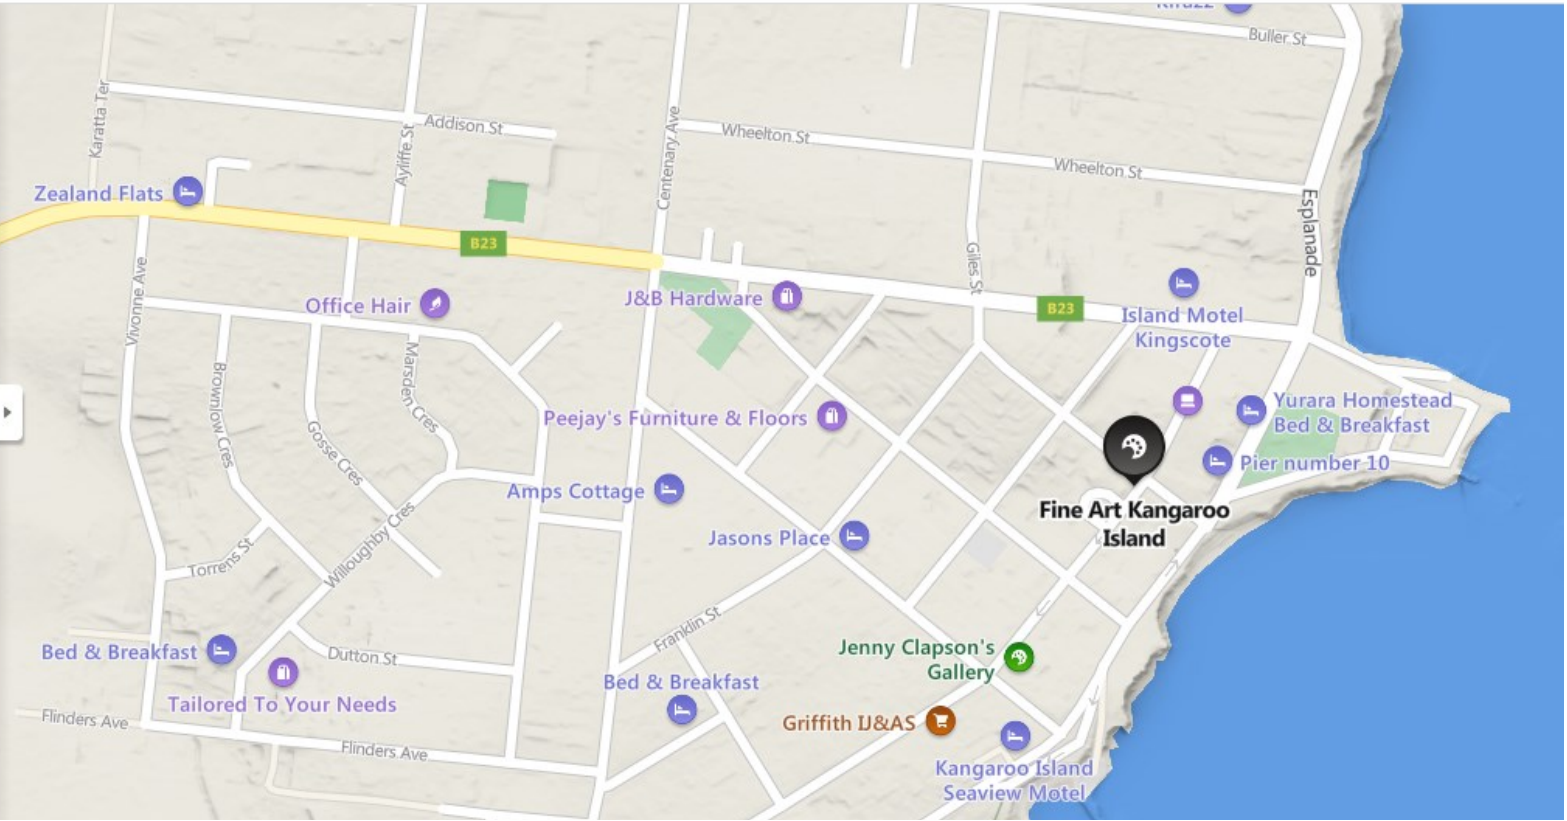 Buller St
Karatta Ter
Addison St
Ayliffe St
Centenary Ave
Wheelton St
Wheelton St
Zealand Flats
Esplanade
B23
Giles St
Office Hair
J&B Hardware
B23
Island Motel
Kingscote
Vivonne Ave
Brownlow Cres
Marsden Cres
Gosse Cres
Peejay's Furniture & Floors
Yurara Homestead
Bed & Breakfast
Pier number 10
Amps Cottage
Fine Art Kangaroo
Island
Jasons Place
Torrens St
Willoughby Cres
Franklin St
Bed & Breakfast
Dutton St
Jenny Clapson's
Gallery
Tailored To Your Needs
Bed & Breakfast
Flinders Ave
Flinders Ave
Griffith IJ&AS
Kangaroo Island
Seaview Motel